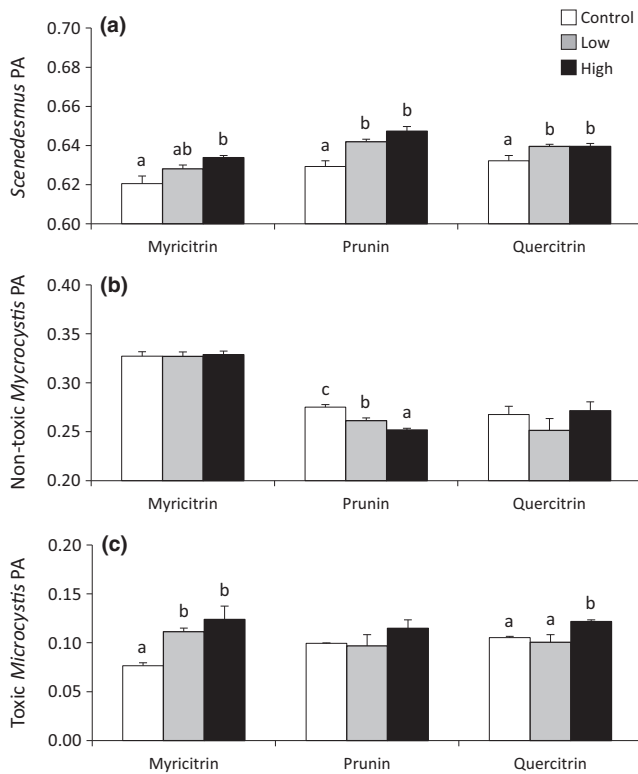 (a)
Control
Low
High
Scenedesmus PA
0.70
0.68
0.66
0.64
0.62
0.60
a ab b
a b b
a b b
Myricitrin Prunin Quercitrin
(b)
Non-toxic Mycrocystis PA
0.40
0.35
0.30
0.25
0.20
c b a
Myricitrin Prunin Quercitrin
(c)
Toxic Microcystis PA
0.20
0.15
0.10
0.05
0.00
a b b
a a b
Myricitrin Prunin Quercitrin